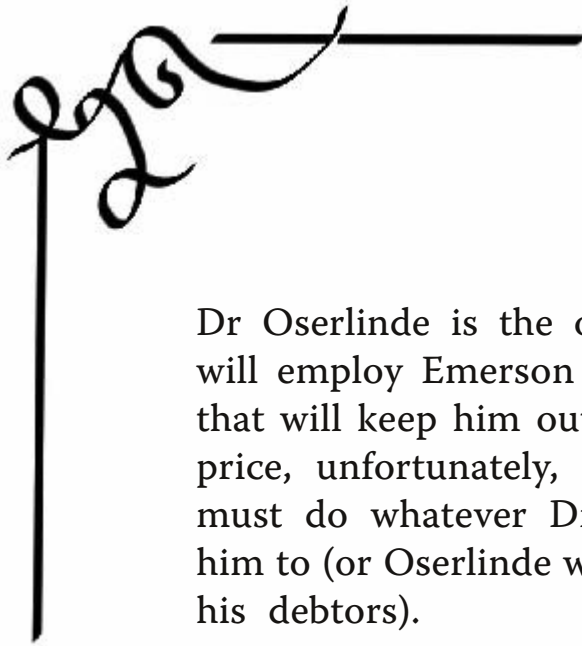 Dr Oserlinde is the
will employ Emerson
that will keep him
price, unfortunately,
must do whatever
him to (or Oserlinde
his debtors).